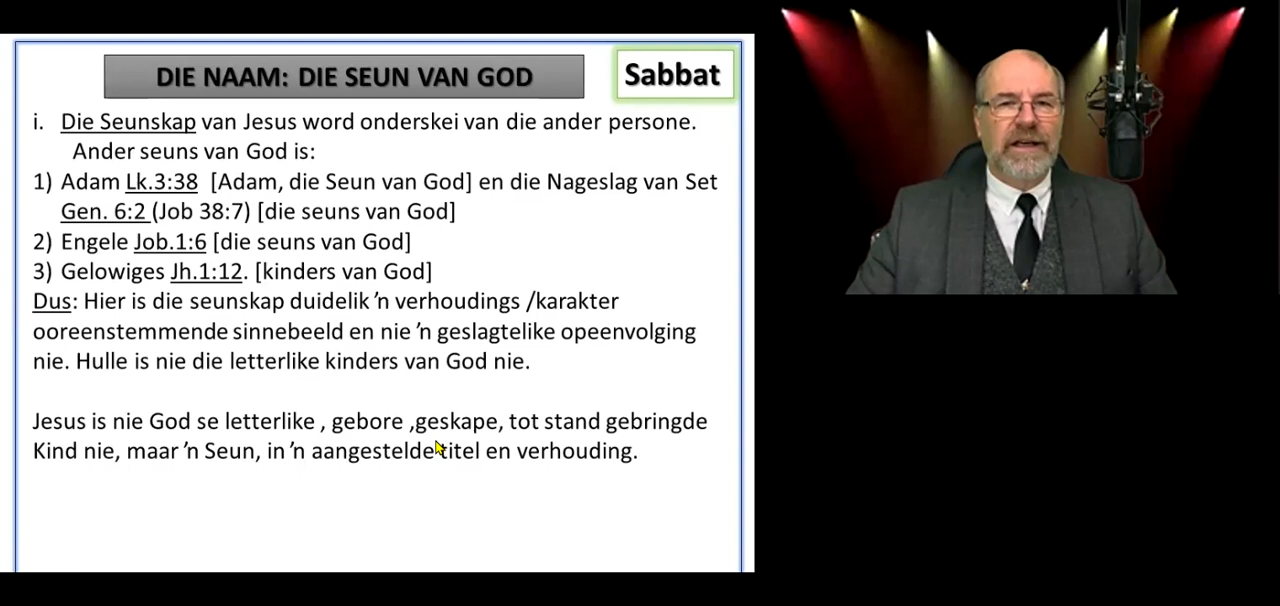 DIE NAAM: DIE SEUN VAN GOD
Sabbat
i. Die Seunskap van Jesus word onderskei van die ander persone.
Ander seuns van God is:
1) Adam Lk.3:38 [Adam, die Seun van God] en die Nageslag van Set
Gen. 6:2 (Job 38:7) [die seuns van God]
2) Engele Job.1:6 [die seuns van God]
3) Gelowiges Jh.1:12. [kinders van God]
Dus: Hier is die seunskap duidelik 'n verhoudings /karakter
ooreenstemmende sinnebeeld en nie 'n geslagtelike opeenvolging
nie. Hulle is nie die letterlike kinders van God nie.
Jesus is nie God se letterlike , gebore ,geskape, tot stand gebringde
Kind nie, maar 'n Seun, in 'n aangestelde titel en verhouding.